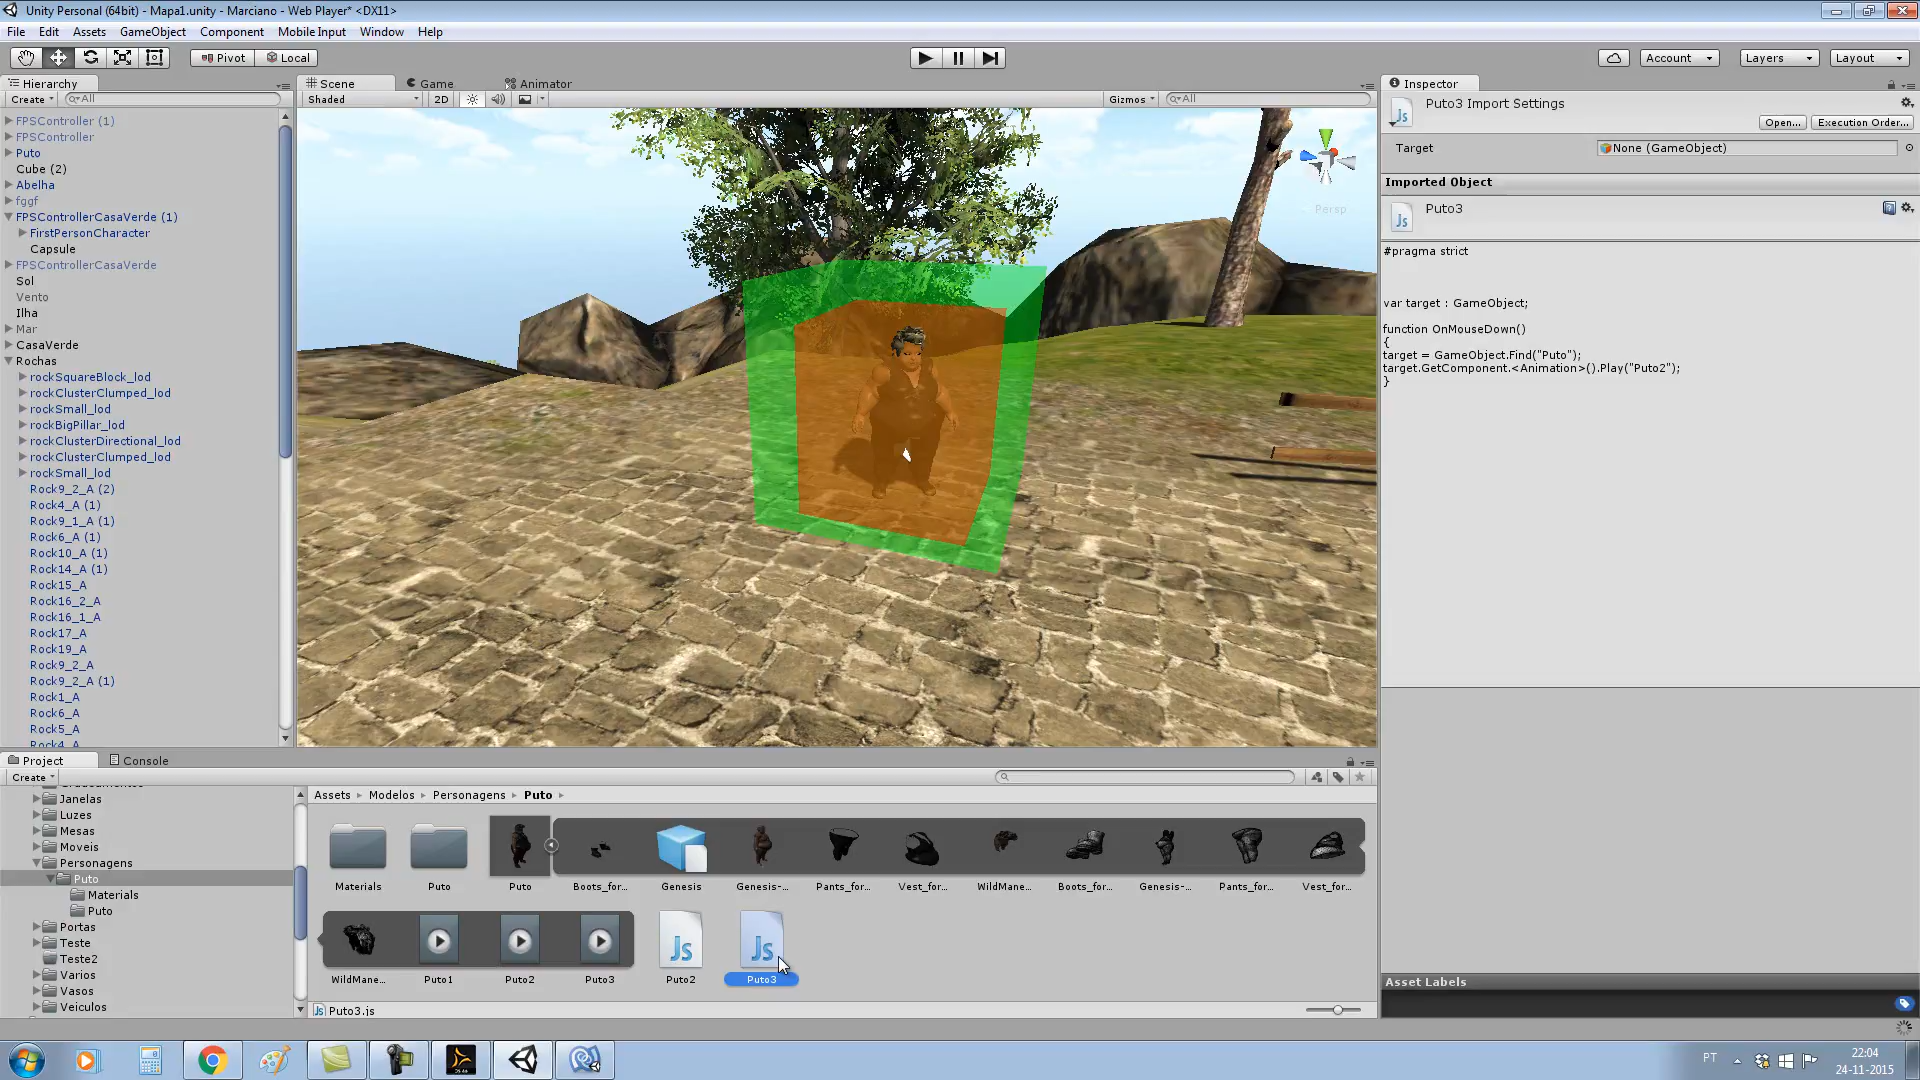 Unity Personal (64bit) - Mapa1.unity - Marciano - Web Player* <DX11>
File Edit Assets GameObject Component Mobile Input Window Help
Pivot Local Account Layers Layout
Hierarchy
Create All
FPSController (1)
FPSController
Puto
Cube (2)
Abelha
fggf
FPSControllerCasaVerde (1)
FirstPersonCharacter
Capsule
FPSControllerCasaVerde
Sol
Vento
Ilha
Mar
CasaVerde
Rochas
rockSquareBlock_lod
rockClusterClumped_lod
rockSmall_lod
rockBigPillar_lod
rockClusterDirectional_lod
rockClusterClumped_lod
rockSmall_lod
Rock9_2_A (2)
Rock4_A (1)
Rock9_1_A (1)
Rock6_A (1)
Rock10_A (1)
Rock14_A (1)
Rock15_A
Rock16_2_A
Rock16_1_A
Rock17_A
Rock19_A
Rock9_2_A
Rock9_2_A (1)
Rock1_A
Rock6_A
Rock5_A
Rock4_A
Scene Game Animator
Shaded 2D Gizmos All
Persp
Inspector
Puto3 Import Settings
Open... Execution Order...
Target None (GameObject)
Imported Object
Puto3
#pragma strict
var target : GameObject;
function OnMouseDown()
{
target = GameObject.Find("Puto");
target.GetComponent.<Animation>().Play("Puto2");
}
Asset Labels
Project Console
Create
Janelas
Luzes
Mesas
Moveis
Personagens
Puto
Materials
Puto
Portas
Teste
Teste2
Varios
Vasos
Veiculos
Assets Modelos Personagens Puto
Materials Puto Puto Boots_for... Genesis Genesis-... Pants_for... Vest_for... WildMane... Boots_for... Genesis-... Pants_for... Vest_for...
Js Js
WildMane... Puto1 Puto2 Puto3 Puto2 Puto3
Puto3.js
PT 22:04
24-11-2015